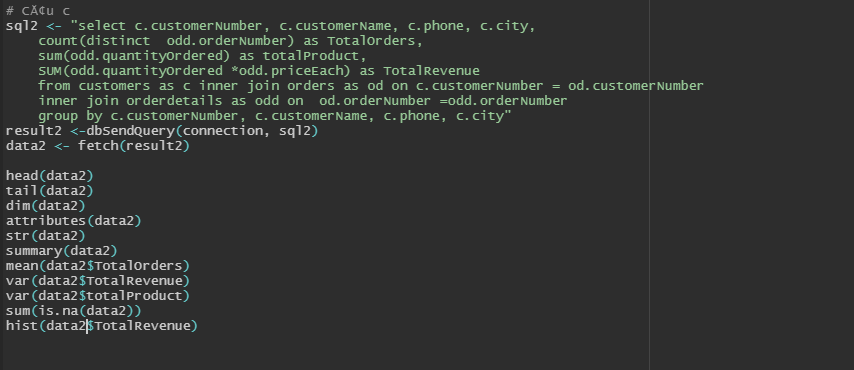 # CĂ¢u c
sql2 <- "select c.customerNumber, c.customerName, c.phone, c.city,
    count(distinct  odd.orderNumber) as TotalOrders,
    sum(odd.quantityOrdered) as totalProduct,
    SUM(odd.quantityOrdered *odd.priceEach) as TotalRevenue
    from customers as c inner join orders as od on c.customerNumber = od.customerNumber
    inner join orderdetails as odd on  od.orderNumber =odd.orderNumber
    group by c.customerNumber, c.customerName, c.phone, c.city"
result2 <-dbSendQuery(connection, sql2)
data2 <- fetch(result2)

head(data2)
tail(data2)
dim(data2)
attributes(data2)
str(data2)
summary(data2)
mean(data2$TotalOrders)
var(data2$TotalRevenue)
var(data2$totalProduct)
sum(is.na(data2))
hist(data2$TotalRevenue)